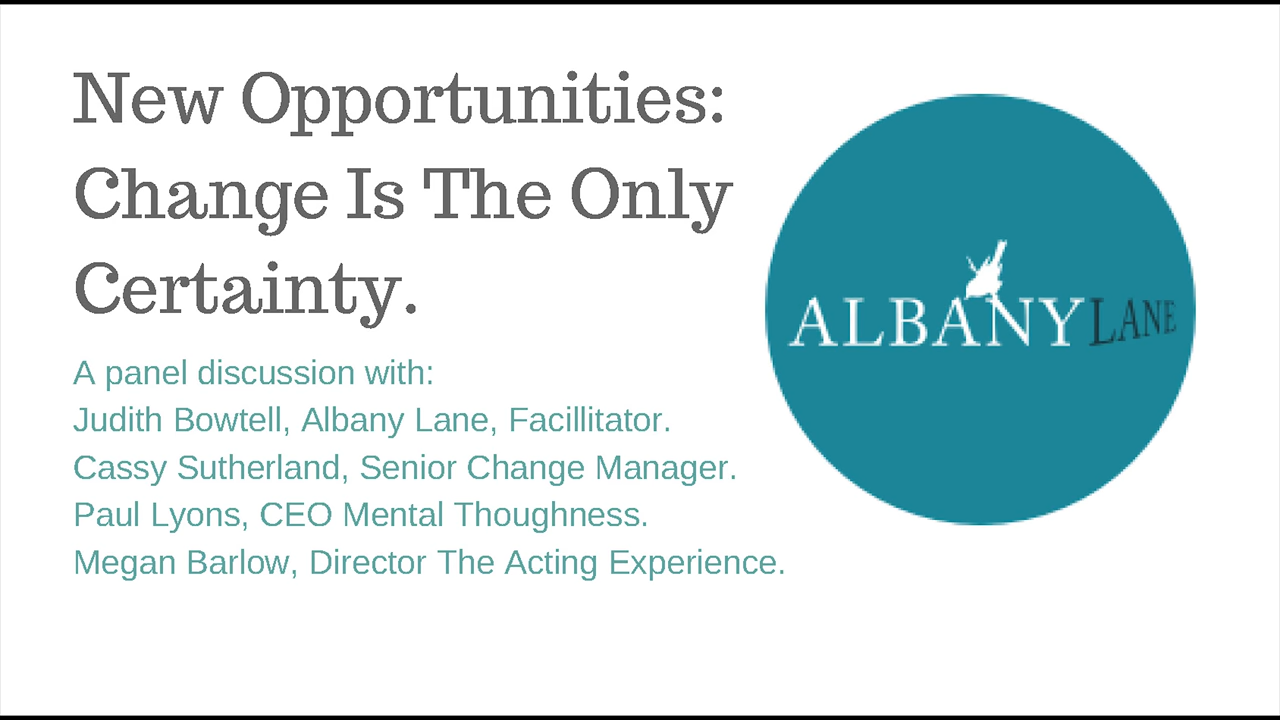 New Opportunities:
Change Is The Only
Certainty.
A panel discussion with:
Judith Bowtell, Albany Lane, Facillitator.
Cassy Sutherland, Senior Change Manager.
Paul Lyons, CEO Mental Thoughness.
Megan Barlow, Director The Acting Experience.
ALBANY LANE